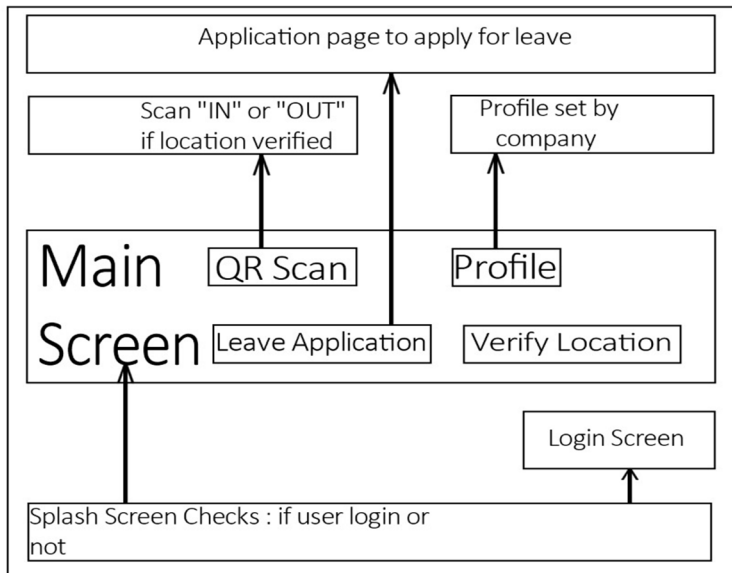 Application page to apply for leave
Scan "IN" or "OUT"
if location verified
Profile set by
company
Main
Screen
QR Scan
Profile
Leave Application
Verify Location
Login Screen
Splash Screen Checks : if user login or
not